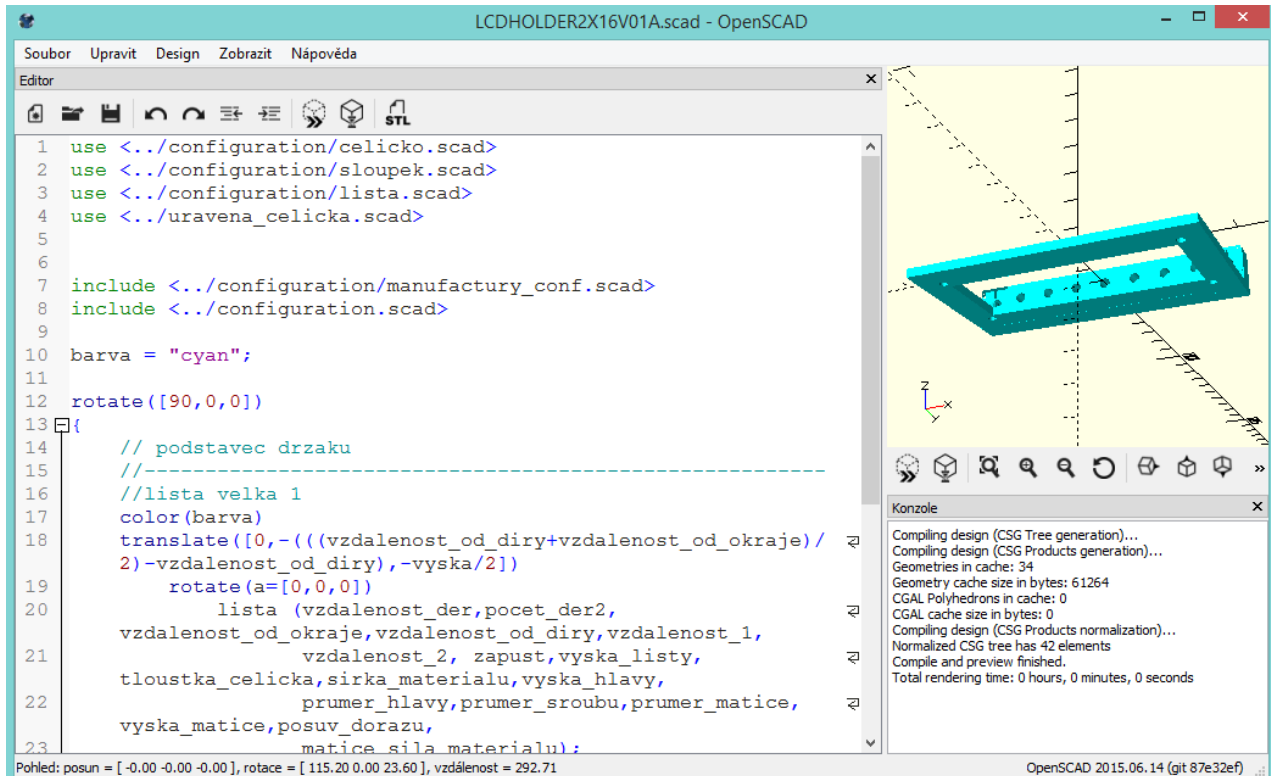 LCDHOLDER2X16V01A.scad - OpenSCAD
Soubor Upravit Design Zobrazit Nápověda
Editor
STL
1 use <../configuration/celicko.scad>
2 use <../configuration/sloupek.scad>
3 use <../configuration/lista.scad>
4 use <../uravena_celicka.scad>
5
6
7 include <../configuration/manufactury_conf.scad>
8 include <../configuration.scad>
9
10 barva = "cyan";
11
12 rotate([90,0,0])
13 {
14 // podstavec drzaku
15 //-------------------------------------------------------
16 //lista velka 1
17 color(barva)
18 translate([0,-(((vzdalenost_od_diry+vzdalenost_od_okraje)/
2)-vzdalenost_od_diry),-vyska/2])
19 rotate(a=[0,0,0])
20 lista (vzdalenost_der,pocet_der2,
vzdalenost_od_okraje,vzdalenost_od_diry,vzdalenost_1,
21 vzdalenost_2, zapust,vyska_listy,
tloustka_celicka,sirka_materialu,vyska_hlavy,
22 prumer_hlavy,prumer_sroubu,prumer_matice,
vyska_matice,posuv_dorazu,
23 matice_sila_materialu);
z
x
y
Konzole
Compiling design (CSG Tree generation)...
Compiling design (CSG Products generation)...
Geometries in cache: 34
Geometry cache size in bytes: 61264
CGAL Polyhedrons in cache: 0
CGAL cache size in bytes: 0
Compiling design (CSG Products normalization)...
Normalized CSG tree has 42 elements
Compile and preview finished.
Total rendering time: 0 hours, 0 minutes, 0 seconds
Pohled: posun = [ -0.00 -0.00 -0.00 ], rotace = [ 115.20 0.00 23.60 ], vzdálenost = 292.71
OpenSCAD 2015.06.14 (git 87e32ef)